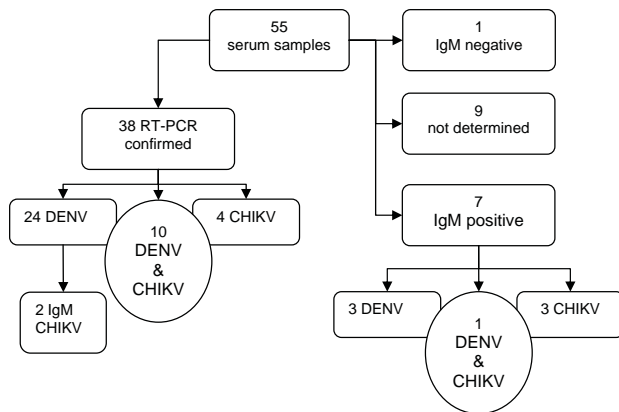 55
serum samples
1
IgM negative
9
not determined
38 RT-PCR
confirmed
7
IgM positive
24 DENV
10
DENV
&
CHIKV
4 CHIKV
2 IgM
CHIKV
3 DENV
1
DENV
&
CHIKV
3 CHIKV